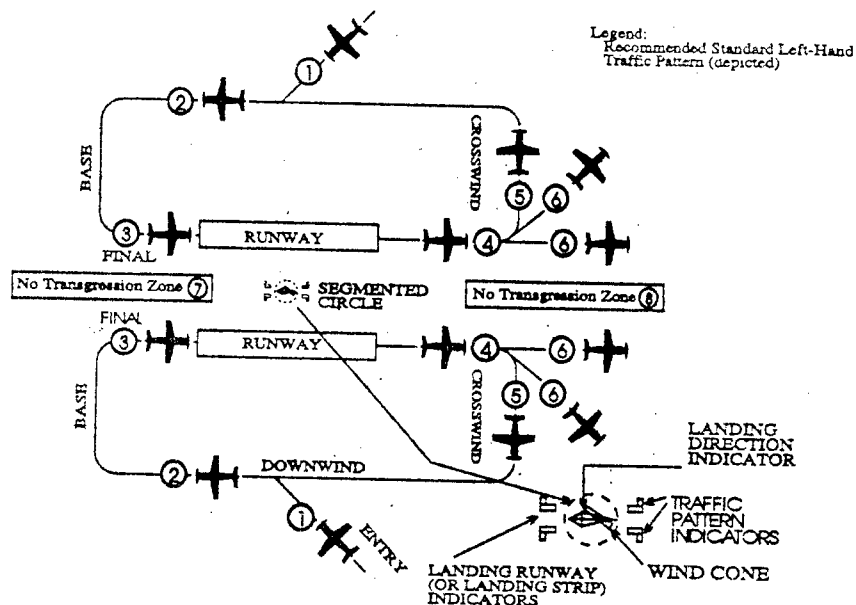 Legend:
Recommended Standard Left-Hand
Traffic Pattern (depicted)
1
2
CROSSWIND
BASE
5
6
3
RUNWAY
4
6
FINAL
No Transgression Zone 7
SEGMENTED
CIRCLE
No Transgression Zone 8
FINAL
3
RUNWAY
4
6
BASE
CROSSWIND
5
6
2
DOWNWIND
LANDING
DIRECTION
INDICATOR
1
ENTRY
TRAFFIC
PATTERN
INDICATORS
LANDING RUNWAY
(OR LANDING STRIP)
INDICATORS
WIND CONE